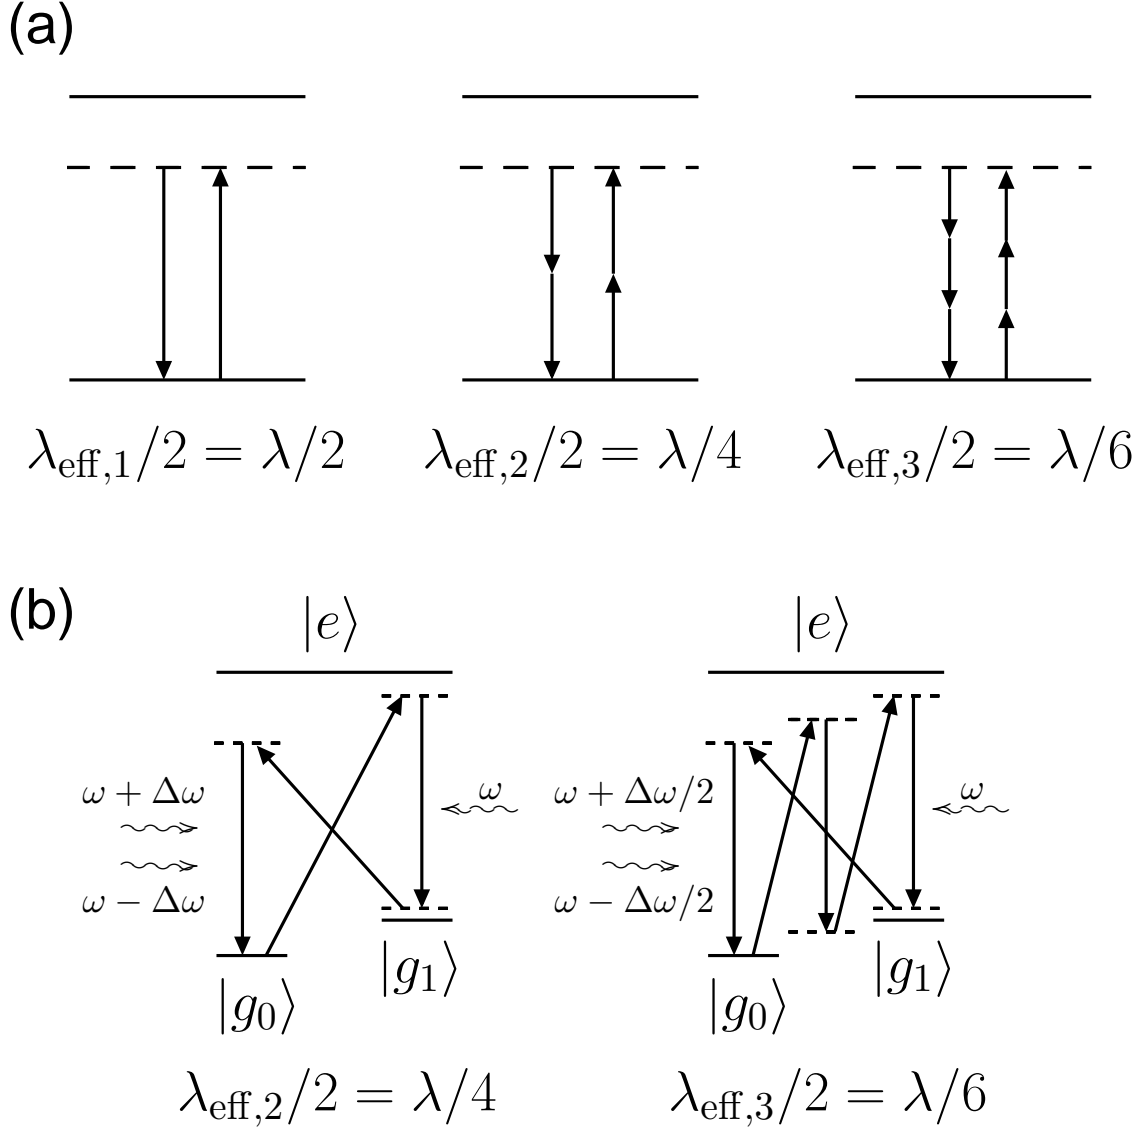 (a)
λeff,1/2 = λ/2
λeff,2/2 = λ/4
λeff,3/2 = λ/6
(b)
|e⟩
ω + Δω
ω − Δω
ω
|g0⟩
|g1⟩
λeff,2/2 = λ/4
|e⟩
ω + Δω/2
ω − Δω/2
ω
|g0⟩
|g1⟩
λeff,3/2 = λ/6